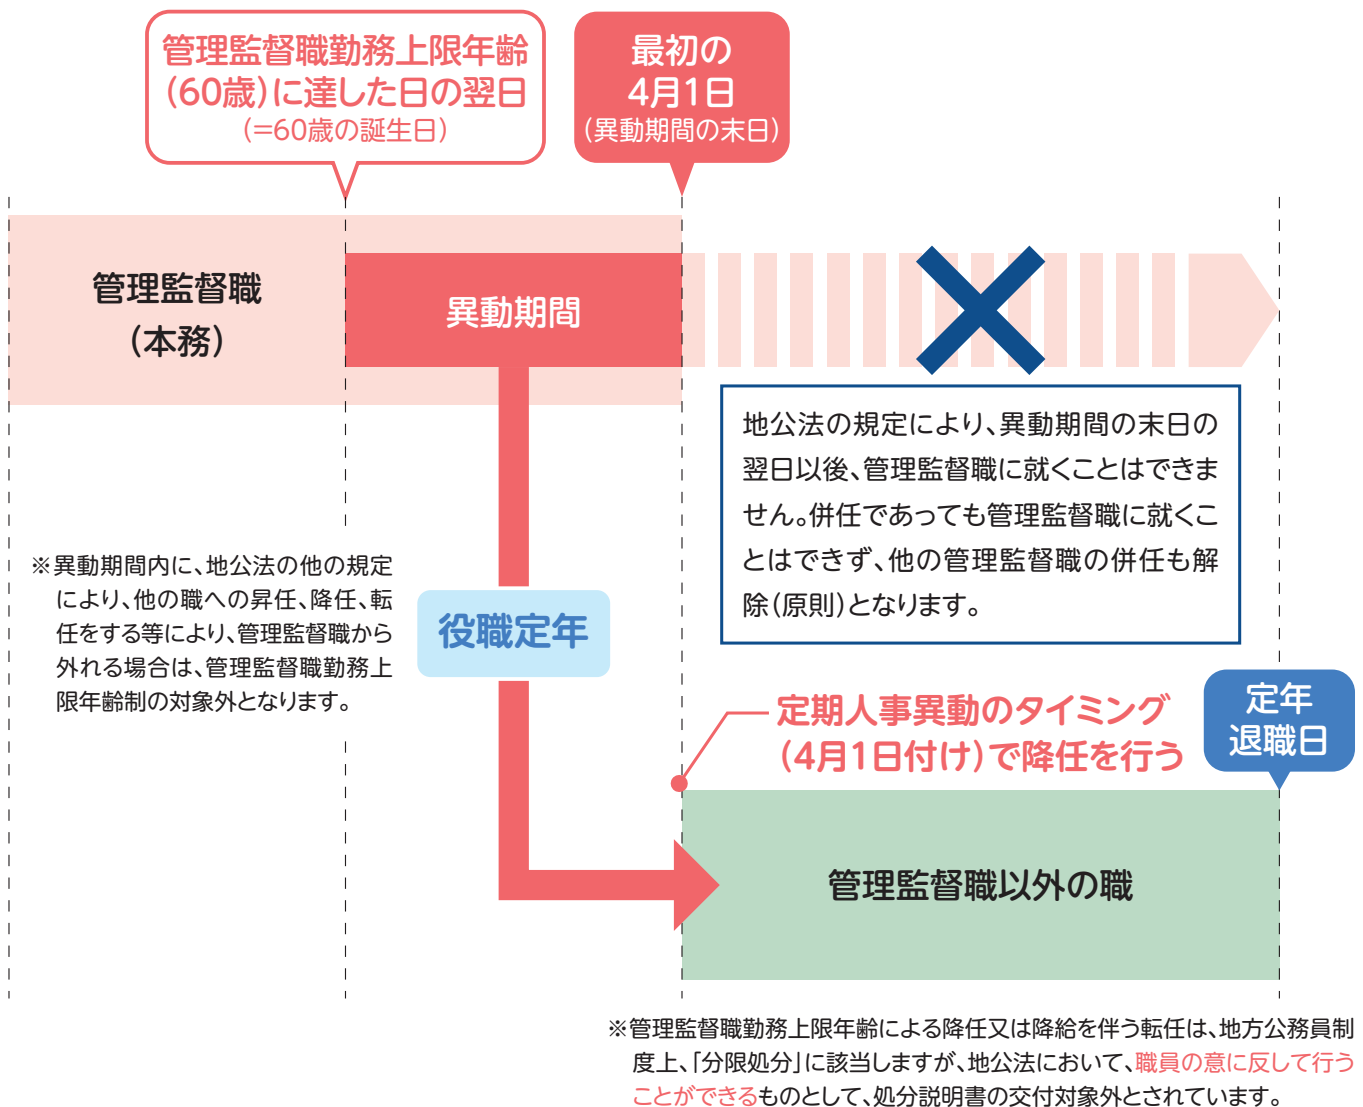 管理監督職勤務上限年齢
（60歳）に達した日の翌日
（＝60歳の誕生日）
最初の
4月1日
（異動期間の末日）
管理監督職
（本務）
異動期間
地公法の規定により、異動期間の末日の
翌日以後、管理監督職に就くことはできま
せん。併任であっても管理監督職に就くこ
とはできず、他の管理監督職の併任も解
除（原則）となります。
※異動期間内に、地公法の他の規定
により、他の職への昇任、降任、転
任をする等により、管理監督職から
外れる場合は、管理監督職勤務上
限年齢制の対象外となります。
役職定年
定期人事異動のタイミング
（4月1日付け）で降任を行う
定年
退職日
管理監督職以外の職
※管理監督職勤務上限年齢による降任又は降給を伴う転任は、地方公務員制
度上、「分限処分」に該当しますが、地公法において、職員の意に反して行う
ことができるものとして、処分説明書の交付対象外とされています。